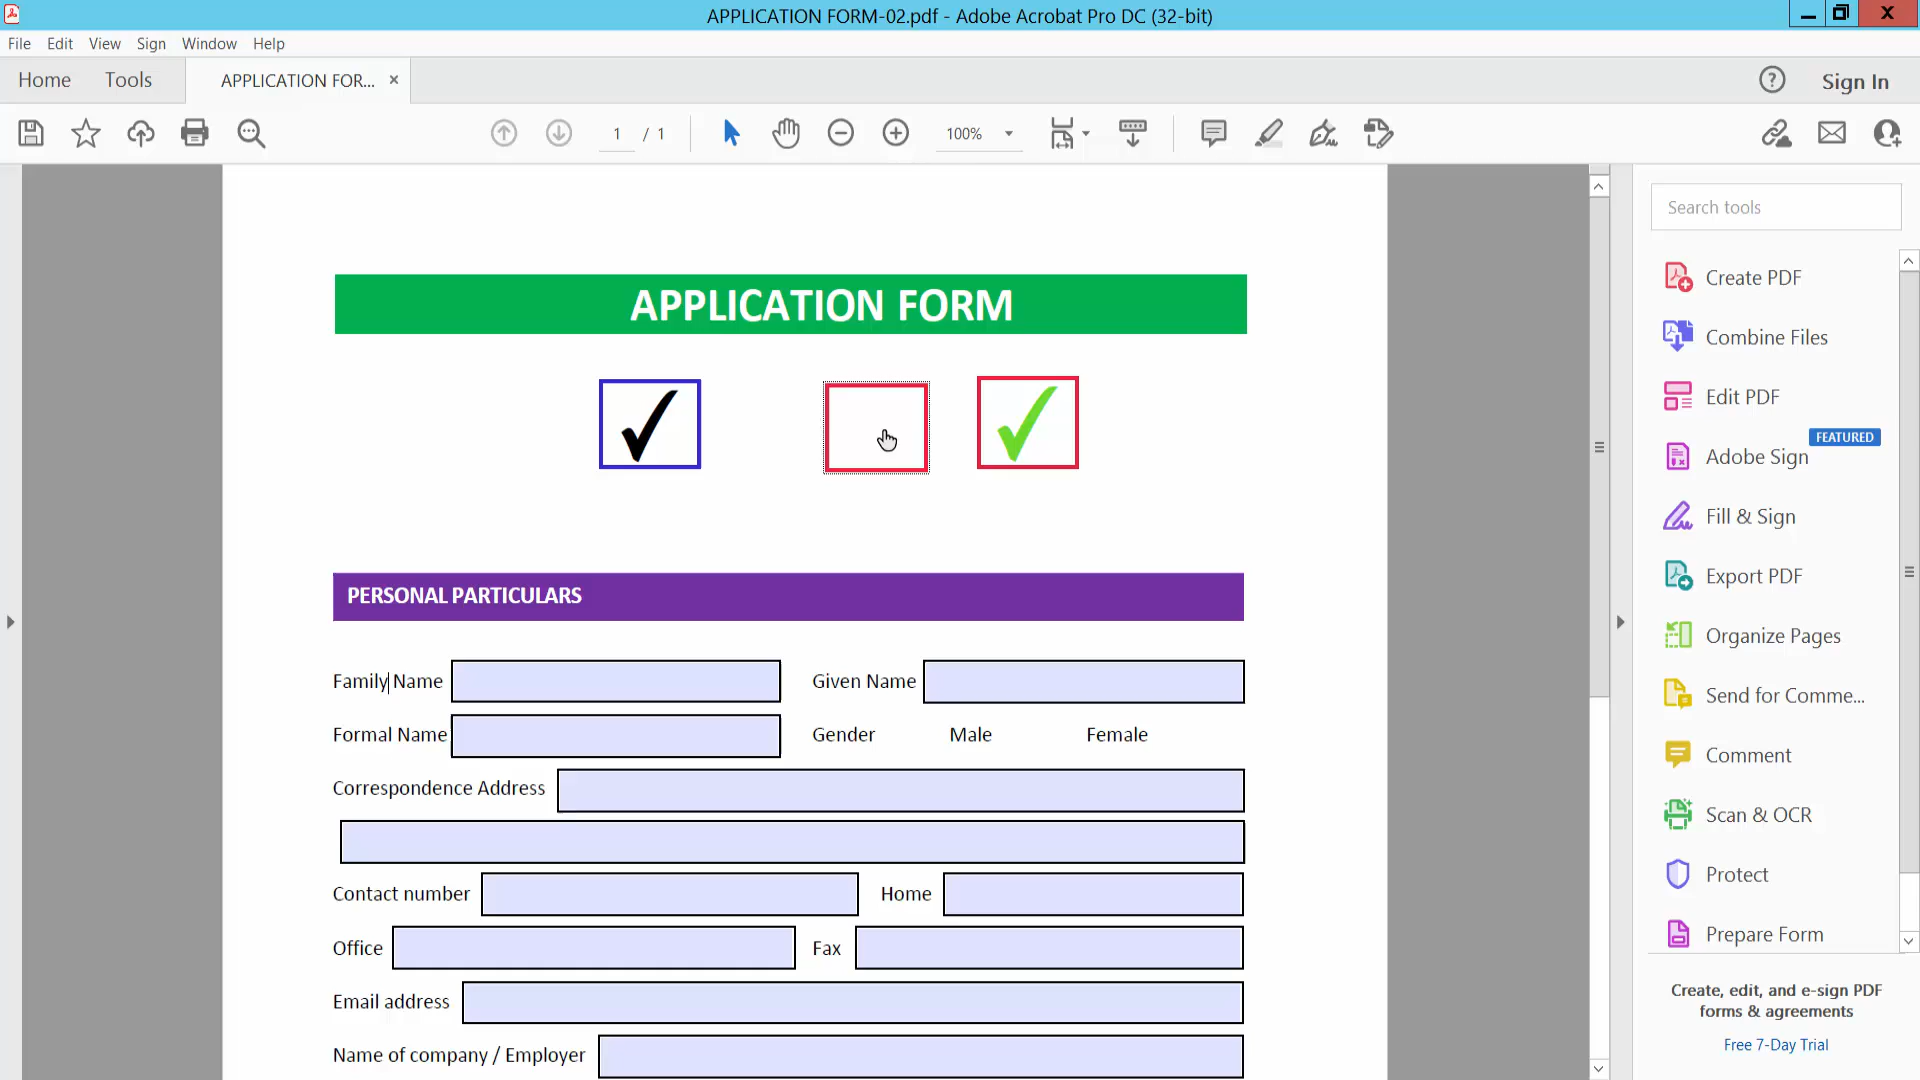 APPLICATION FORM-02.pdf - Adobe Acrobat Pro DC (32-bit)
File Edit View Sign Window Help
Home Tools APPLICATION FOR... × Sign In
1 / 1 100%
Search tools
Create PDF
Combine Files
Edit PDF
FEATURED
Adobe Sign
Fill & Sign
Export PDF
Organize Pages
Send for Comme...
Comment
Scan & OCR
Protect
Prepare Form
Create, edit, and e-sign PDF
forms & agreements
Free 7-Day Trial
APPLICATION FORM
PERSONAL PARTICULARS
Family Name Given Name
Formal Name Gender Male Female
Correspondence Address
Contact number Home
Office Fax
Email address
Name of company / Employer